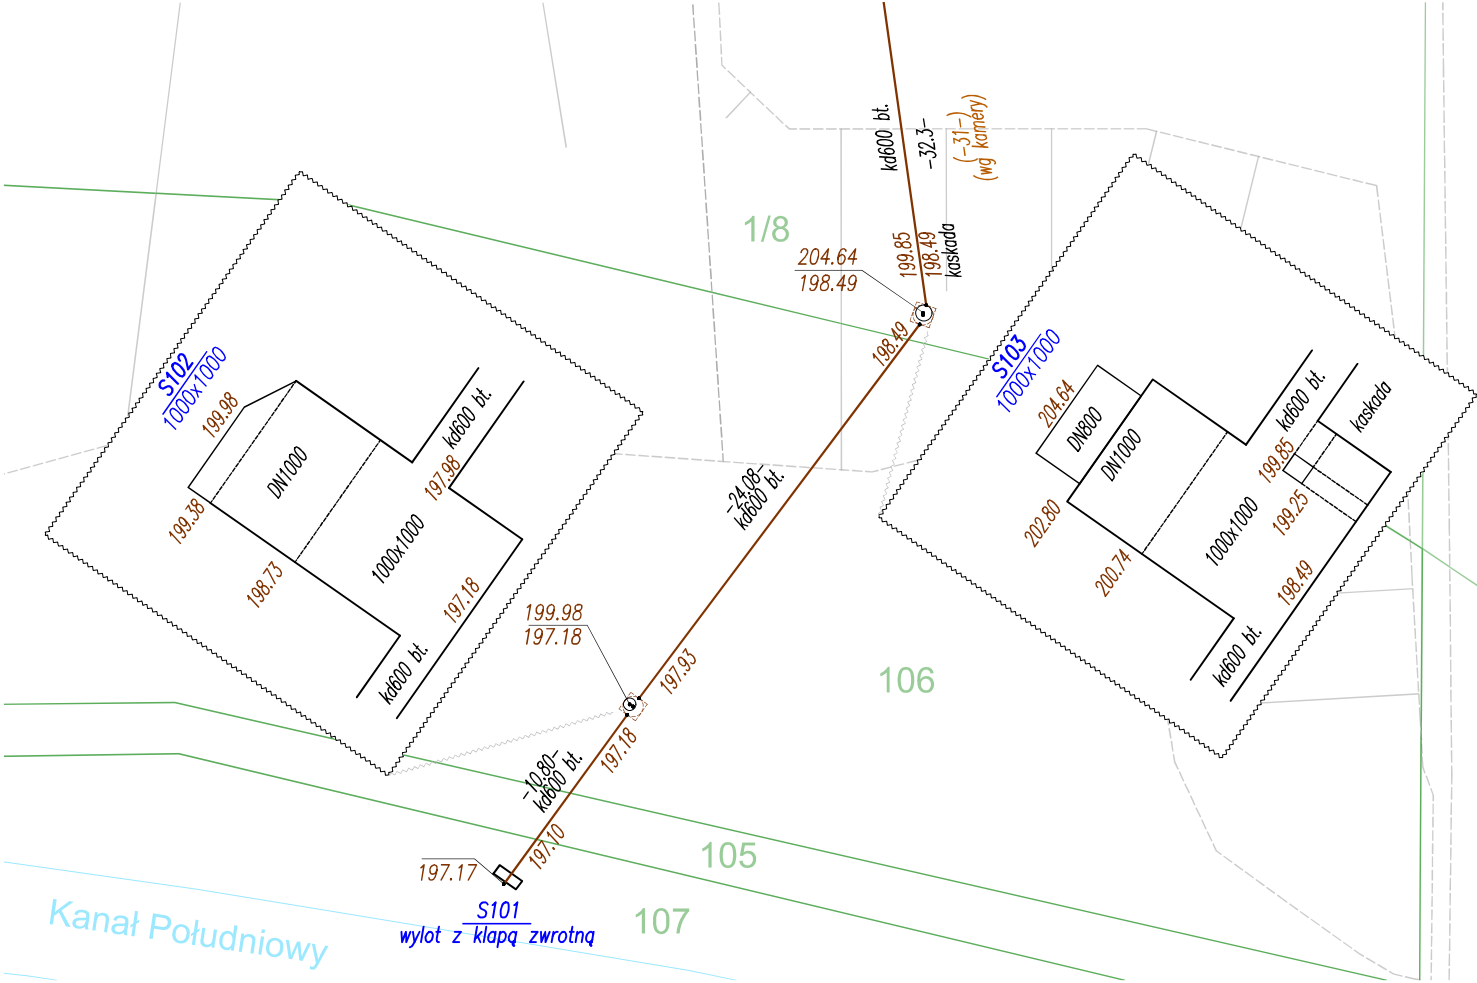 kd600 bt.
-32.3-
(-31-)
(wg kamery)
1/8
199.85
198.49
kaskada
204.64
198.49
198.49
S102
1000x1000
199.98
DN1000
kd600 bt.
197.98
199.38
198.73
1000x1000
197.18
kd600 bt.
S103
1000x1000
204.64
DN800
DN1000
kd600 bt.
kaskada
199.85
199.25
202.80
200.74
1000x1000
198.49
kd600 bt.
-24.08-
kd600 bt.
199.98
197.18
197.93
106
197.18
-10.80-
kd600 bt.
197.10
197.17
105
S101
wylot z klapą zwrotną
107
Kanał Południowy